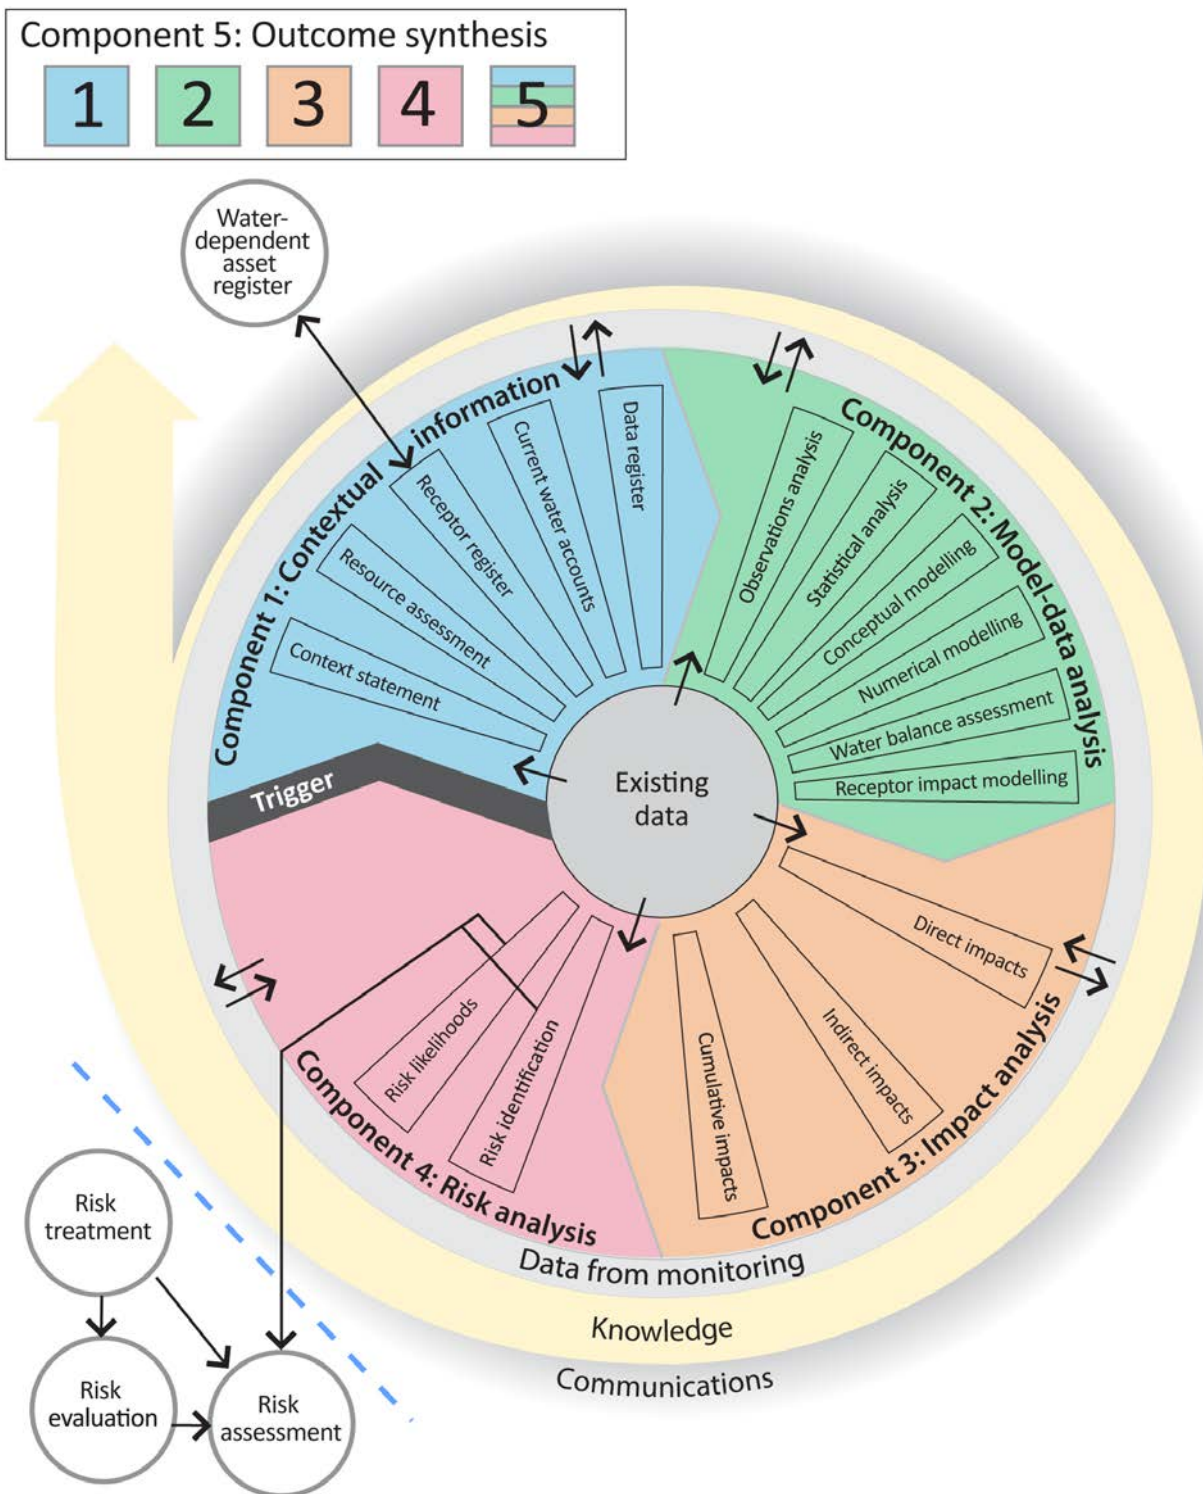 Component 5: Outcome synthesis
1 2 3 4 5
Water-
dependent
asset
register
Component 1: Contextual information
Context statement
Resource assessment
Receptor register
Current water accounts
Data register
Component 2: Model-data analysis
Observations analysis
Statistical analysis
Conceptual modelling
Numerical modelling
Water balance assessment
Receptor impact modelling
Trigger
Existing
data
Component 3: Impact analysis
Direct impacts
Indirect impacts
Cumulative impacts
Component 4: Risk analysis
Risk likelihoods
Risk identification
Data from monitoring
Knowledge
Communications
Risk
treatment
Risk
evaluation
Risk
assessment